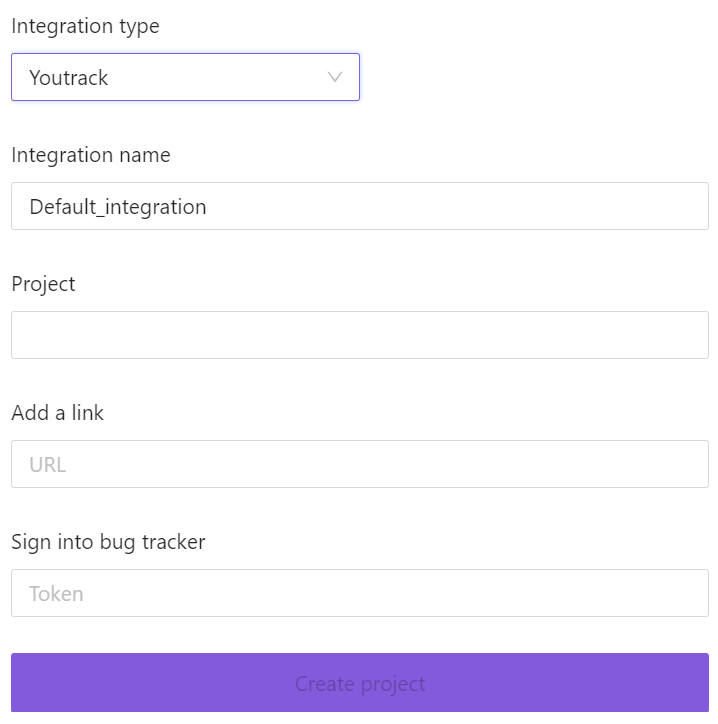 Integration type
Youtrack
Integration name
Default_integration
Project
Add a link
URL
Sign into bug tracker
Token
Create project